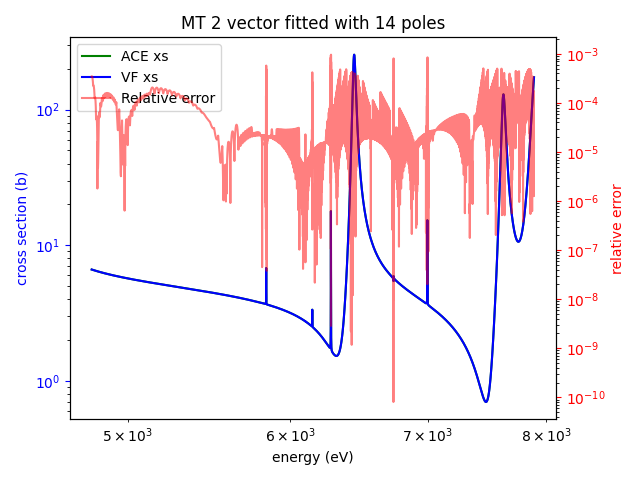 MT 2 vector fitted with 14 poles
ACE xs
VF xs
Relative error
cross section (b)
10²
10¹
10⁰
10⁻³
10⁻⁴
10⁻⁵
10⁻⁶
10⁻⁷
10⁻⁸
10⁻⁹
10⁻¹⁰
relative error
5 × 10³ 6 × 10³ 7 × 10³ 8 × 10³
energy (eV)